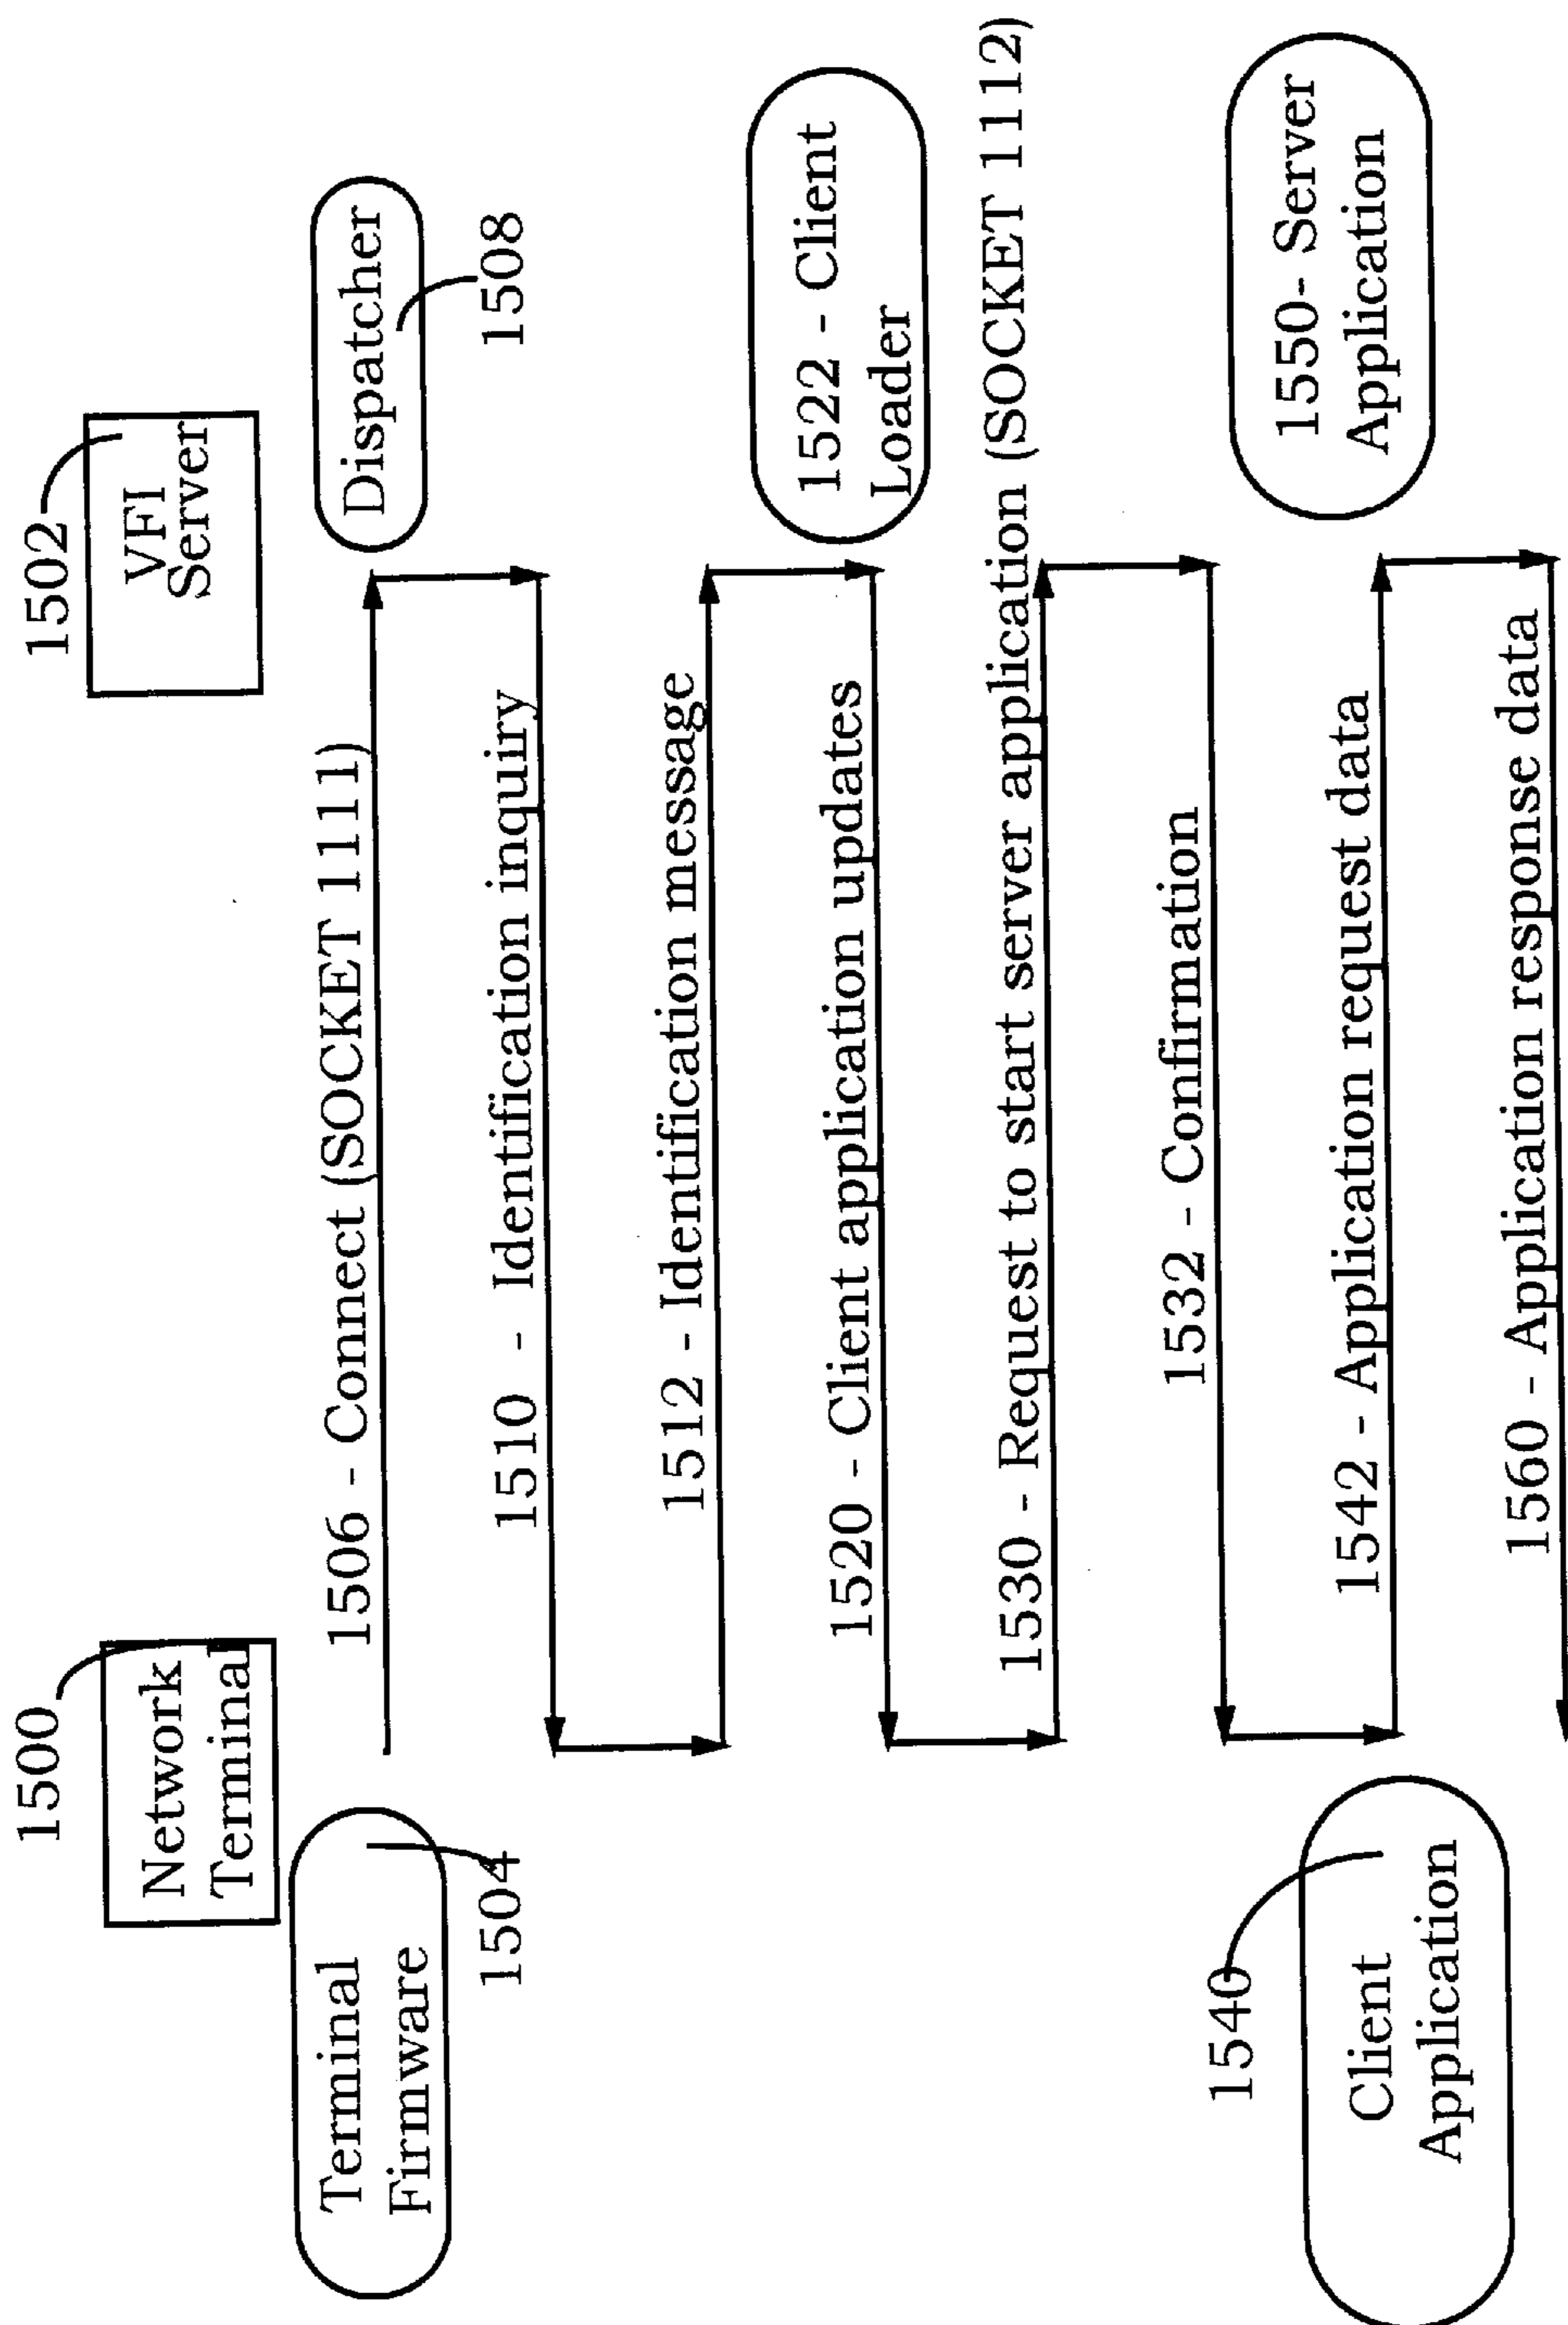 1500
Network
Terminal
1502
VFI
Server
Terminal
Firmware
1504
1506 - Connect (SOCKET 1111)
Dispatcher
1508
1510 - Identification inquiry
1512 - Identification message
1520 - Client application updates
1522 - Client
Loader
1530 - Request to start server application (SOCKET 1112)
1532 - Confirmation
1540
Client
Application
1542 - Application request data
1550- Server
Application
1560 - Application response data